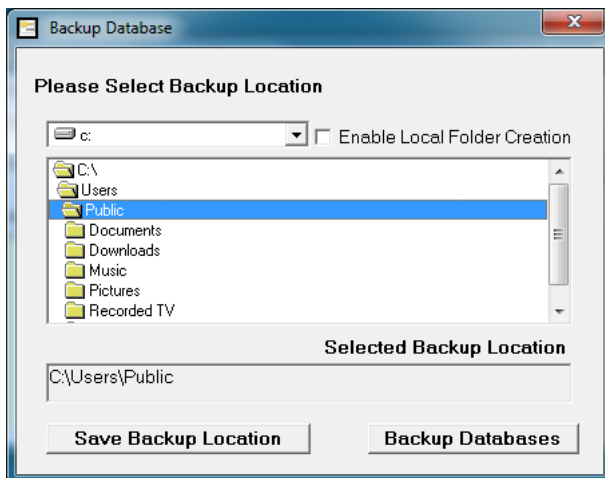 Backup Database
Please Select Backup Location
c: Enable Local Folder Creation
C:\
Users
Public
Documents
Downloads
Music
Pictures
Recorded TV
Selected Backup Location
C:\Users\Public
Save Backup Location Backup Databases